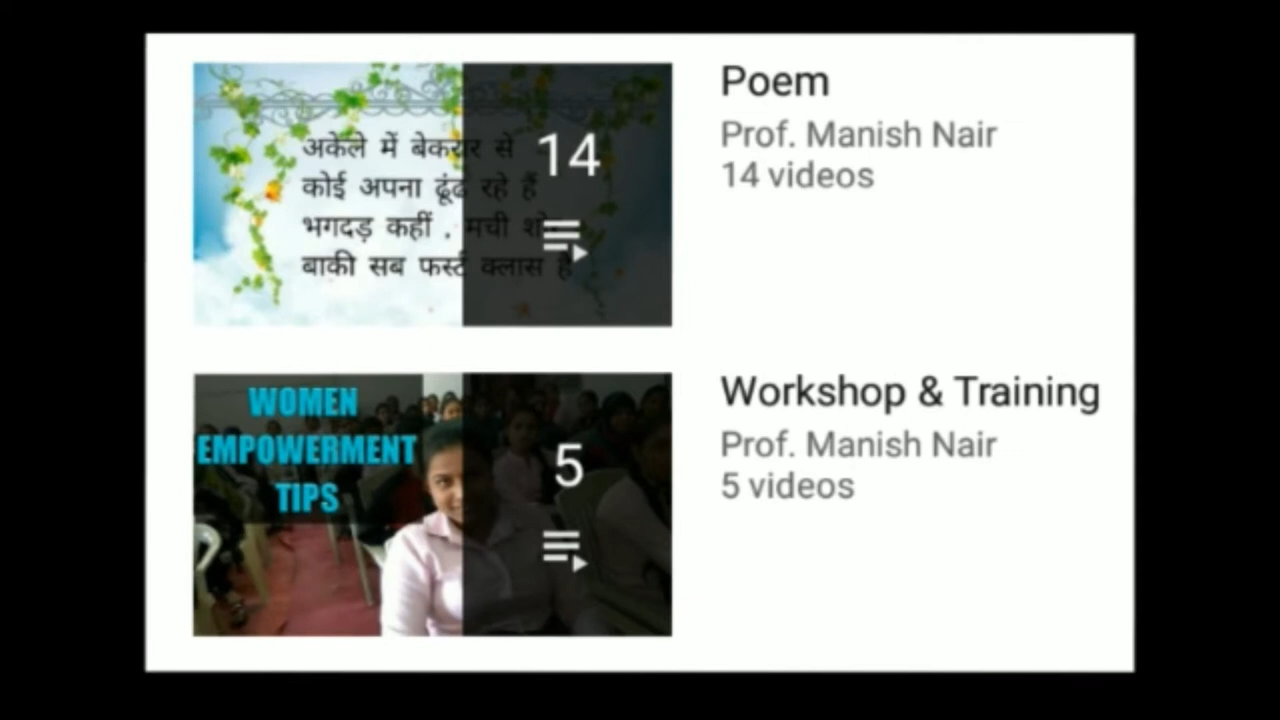 अकेले में बेकरार से
कोई अपना ढूंढ रहे हैं
भगदड़ कहीं , मची शोर
बाकी सब फर्स्ट क्लास है
14
Poem
Prof. Manish Nair
14 videos
WOMEN
EMPOWERMENT
TIPS
5
Workshop & Training
Prof. Manish Nair
5 videos